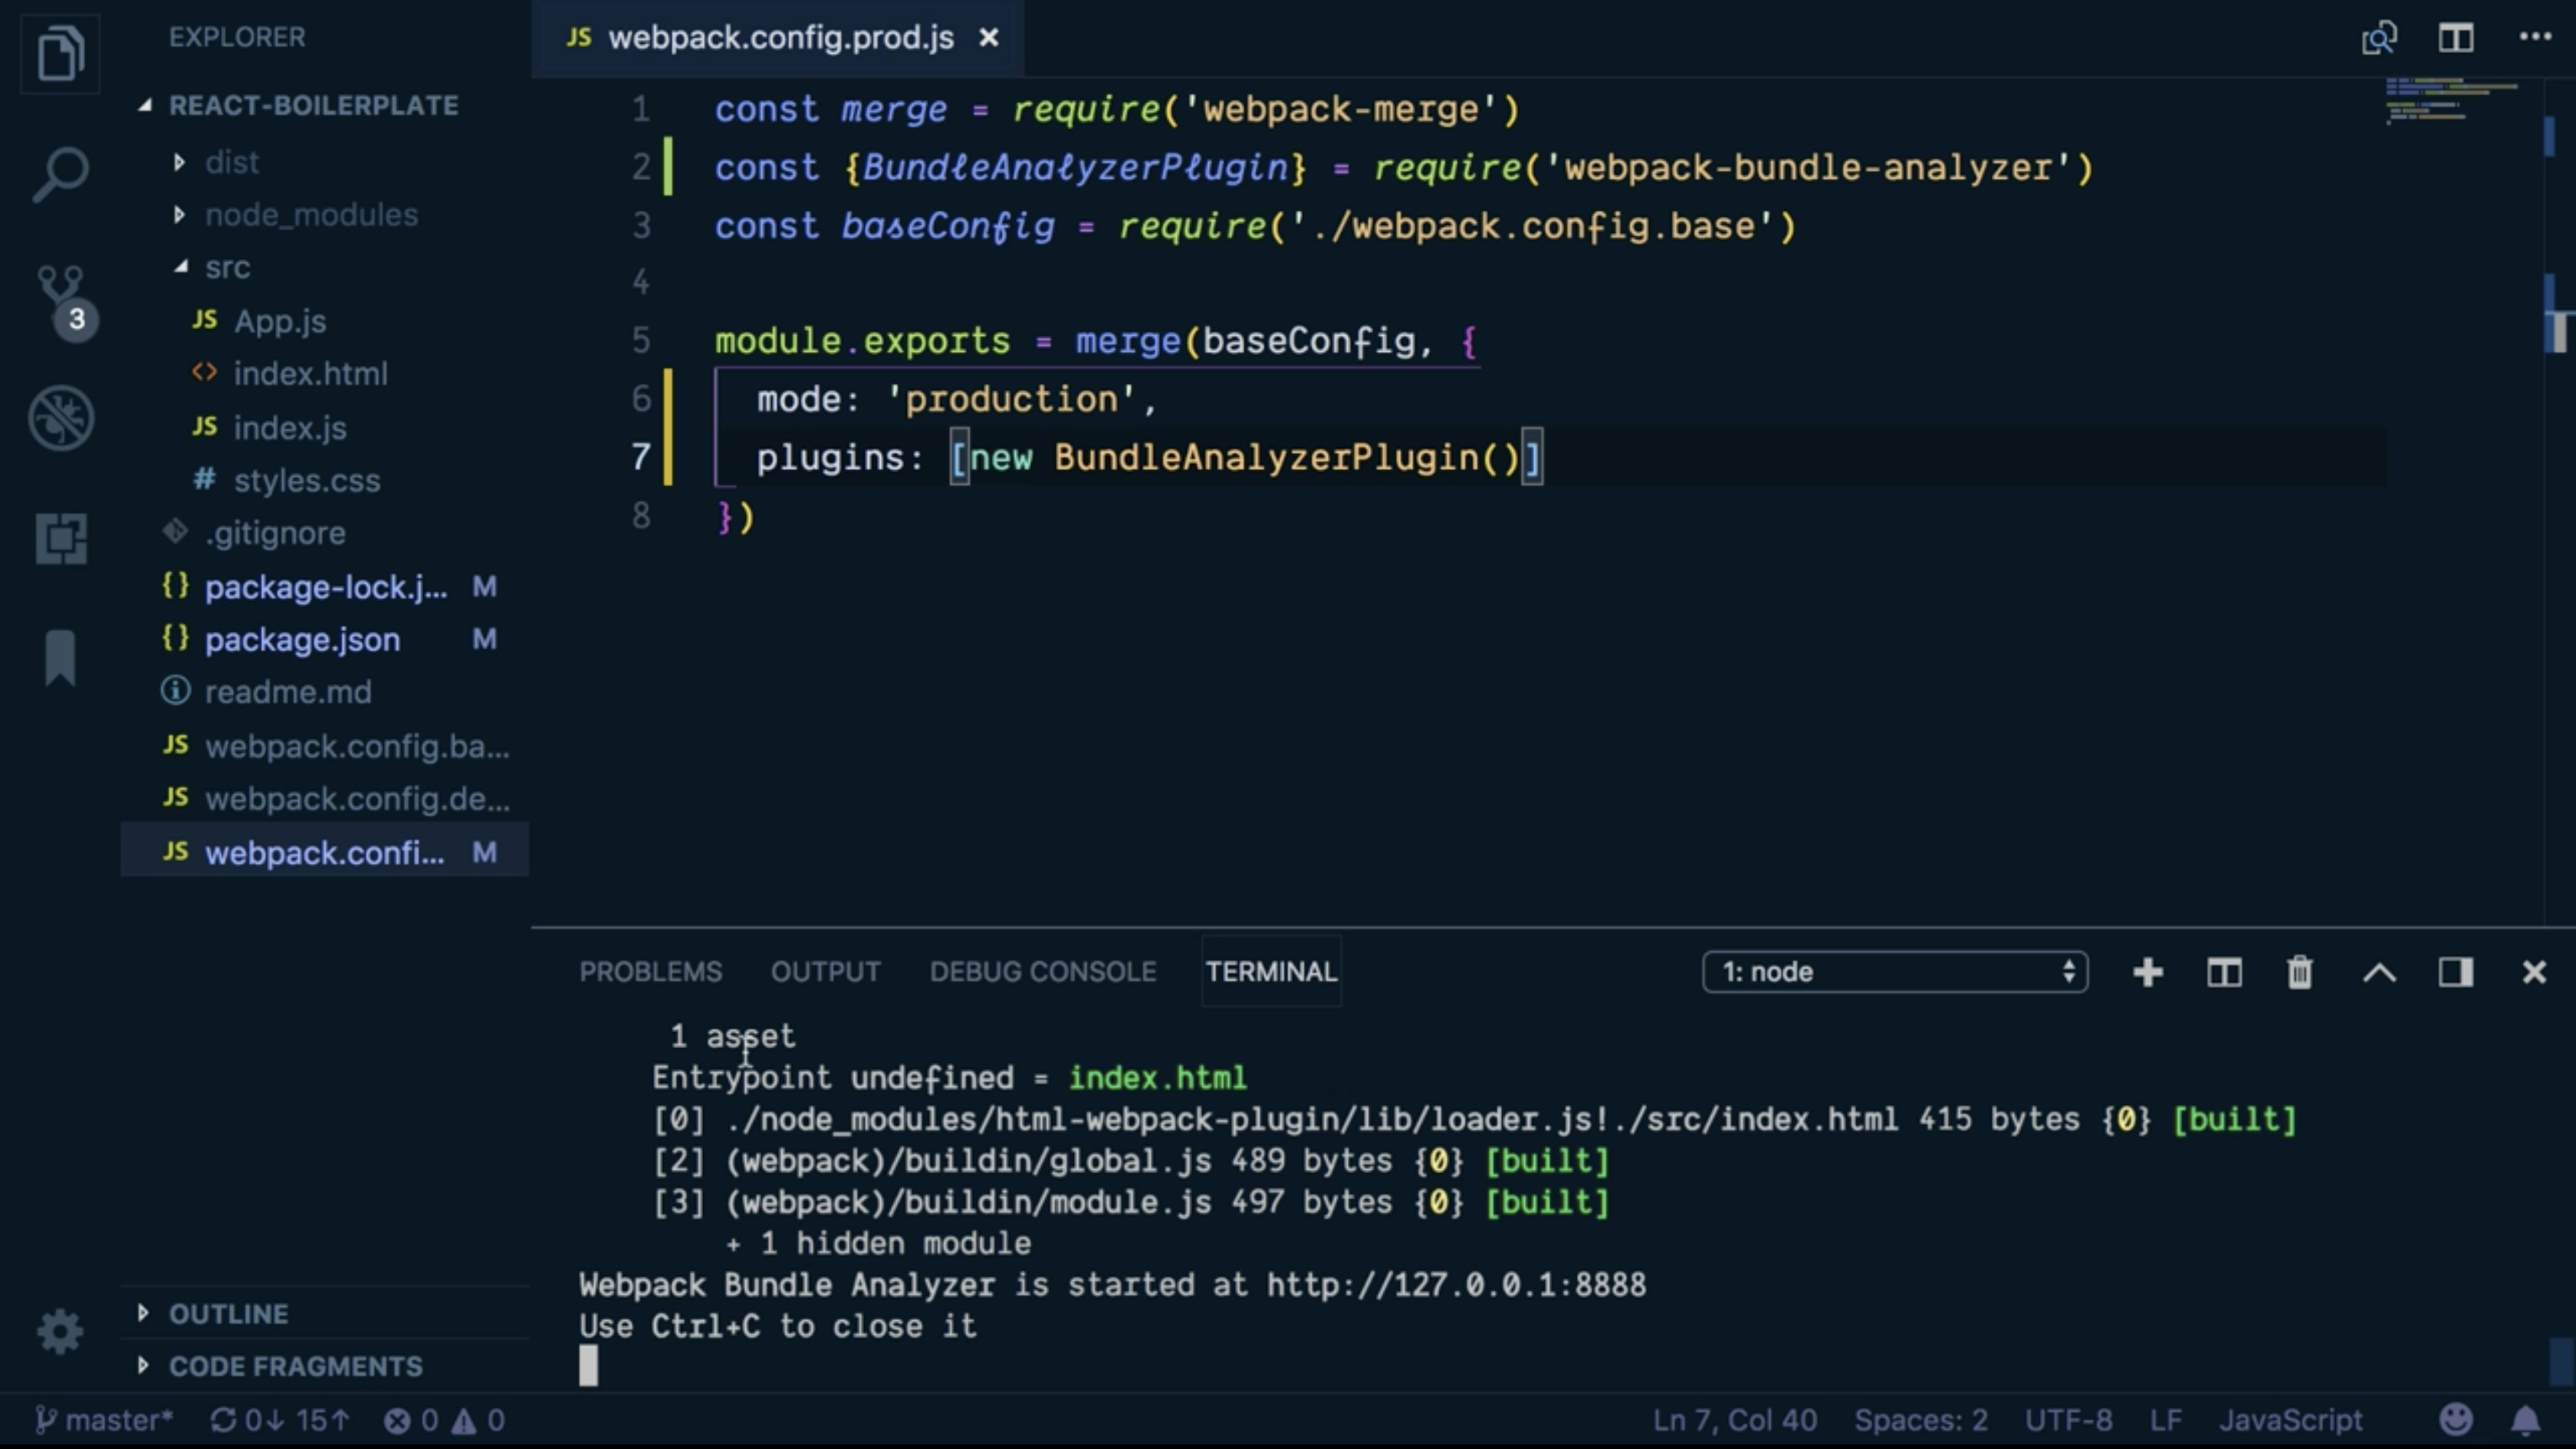 EXPLORER
REACT-BOILERPLATE
dist
node_modules
src
JS App.js
<> index.html
JS index.js
# styles.css
.gitignore
{} package-lock.j... M
{} package.json M
readme.md
JS webpack.config.ba...
JS webpack.config.de...
JS webpack.confi... M
OUTLINE
CODE FRAGMENTS
3
JS webpack.config.prod.js
1 const merge = require('webpack-merge')
2 const {BundleAnalyzerPlugin} = require('webpack-bundle-analyzer')
3 const baseConfig = require('./webpack.config.base')
4
5 module.exports = merge(baseConfig, {
6 mode: 'production',
7 plugins: [new BundleAnalyzerPlugin()]
8 })
PROBLEMS OUTPUT DEBUG CONSOLE TERMINAL 1: node
1 asset
Entrypoint undefined = index.html
[0] ./node_modules/html-webpack-plugin/lib/loader.js!./src/index.html 415 bytes {0} [built]
[2] (webpack)/buildin/global.js 489 bytes {0} [built]
[3] (webpack)/buildin/module.js 497 bytes {0} [built]
+ 1 hidden module
Webpack Bundle Analyzer is started at http://127.0.0.1:8888
Use Ctrl+C to close it
master* 0↓ 15↑ 0 0 Ln 7, Col 40 Spaces: 2 UTF-8 LF JavaScript